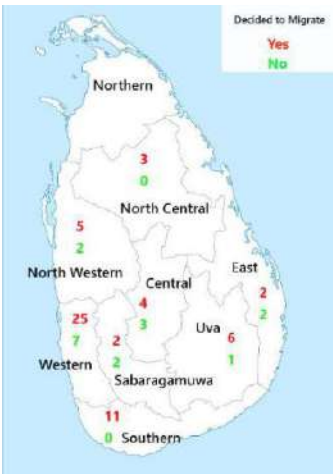 Decided to Migrate
Yes
No
Northern
3
0
North Central
5
2
North Western
Central
4
3
East
2
2
Uva
6
1
25
7
Western
2
2
Sabaragamuwa
11
0
Southern